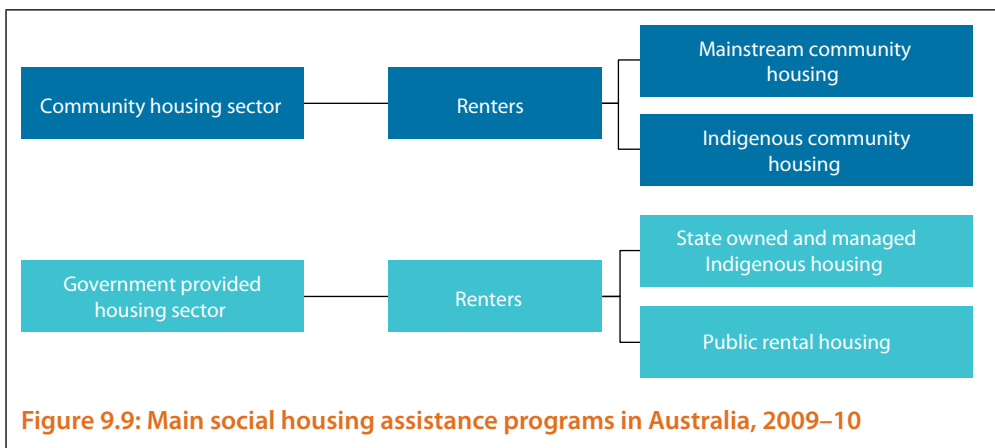 Mainstream community
housing
Community housing sector
Renters
Indigenous community
housing
State owned and managed
Indigenous housing
Government provided
housing sector
Renters
Public rental housing
Figure 9.9: Main social housing assistance programs in Australia, 2009–10